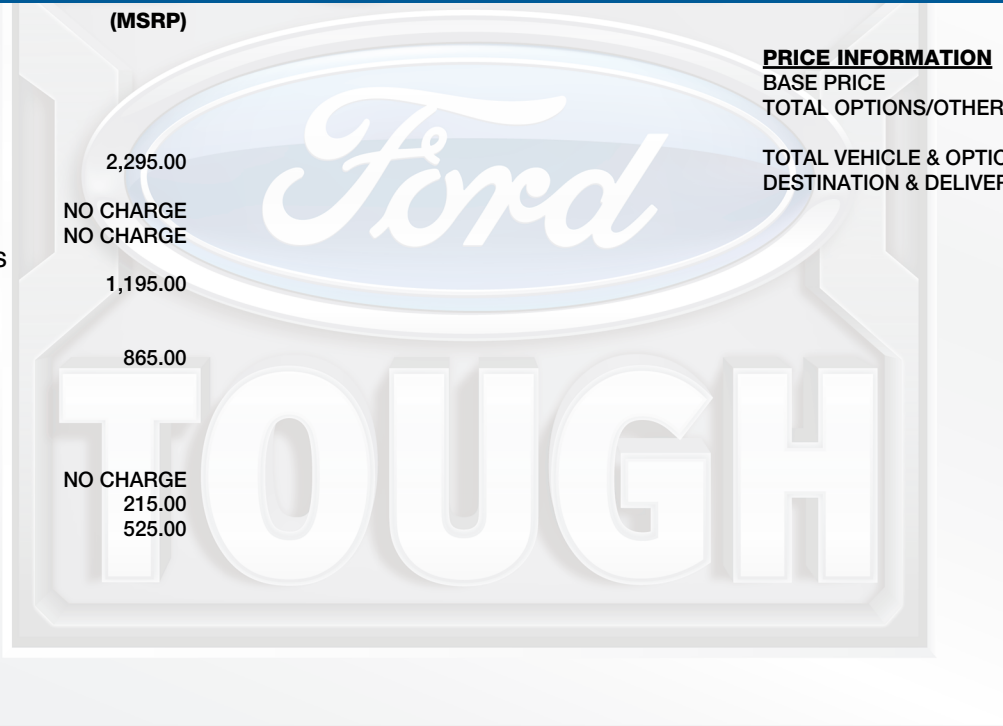 (MSRP)
2,295.00
NO CHARGE
NO CHARGE
S
1,195.00
865.00
NO CHARGE
215.00
525.00
PRICE INFORMATION
BASE PRICE
TOTAL OPTIONS/OTHER
TOTAL VEHICLE & OPTIO
DESTINATION & DELIVER
Ford
TOUGH